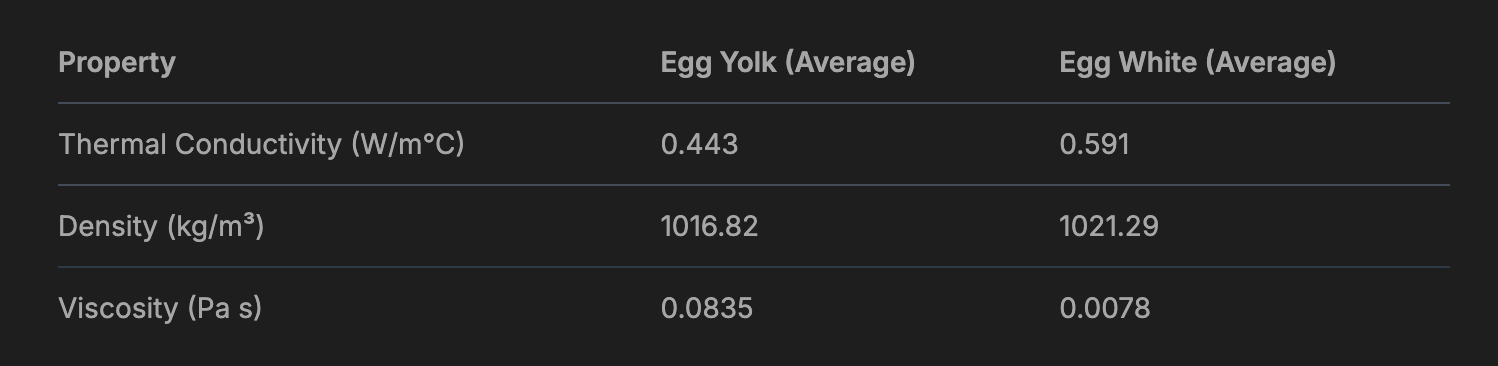 Property Egg Yolk (Average) Egg White (Average)
Thermal Conductivity (W/m°C) 0.443 0.591
Density (kg/m³) 1016.82 1021.29
Viscosity (Pa s) 0.0835 0.0078